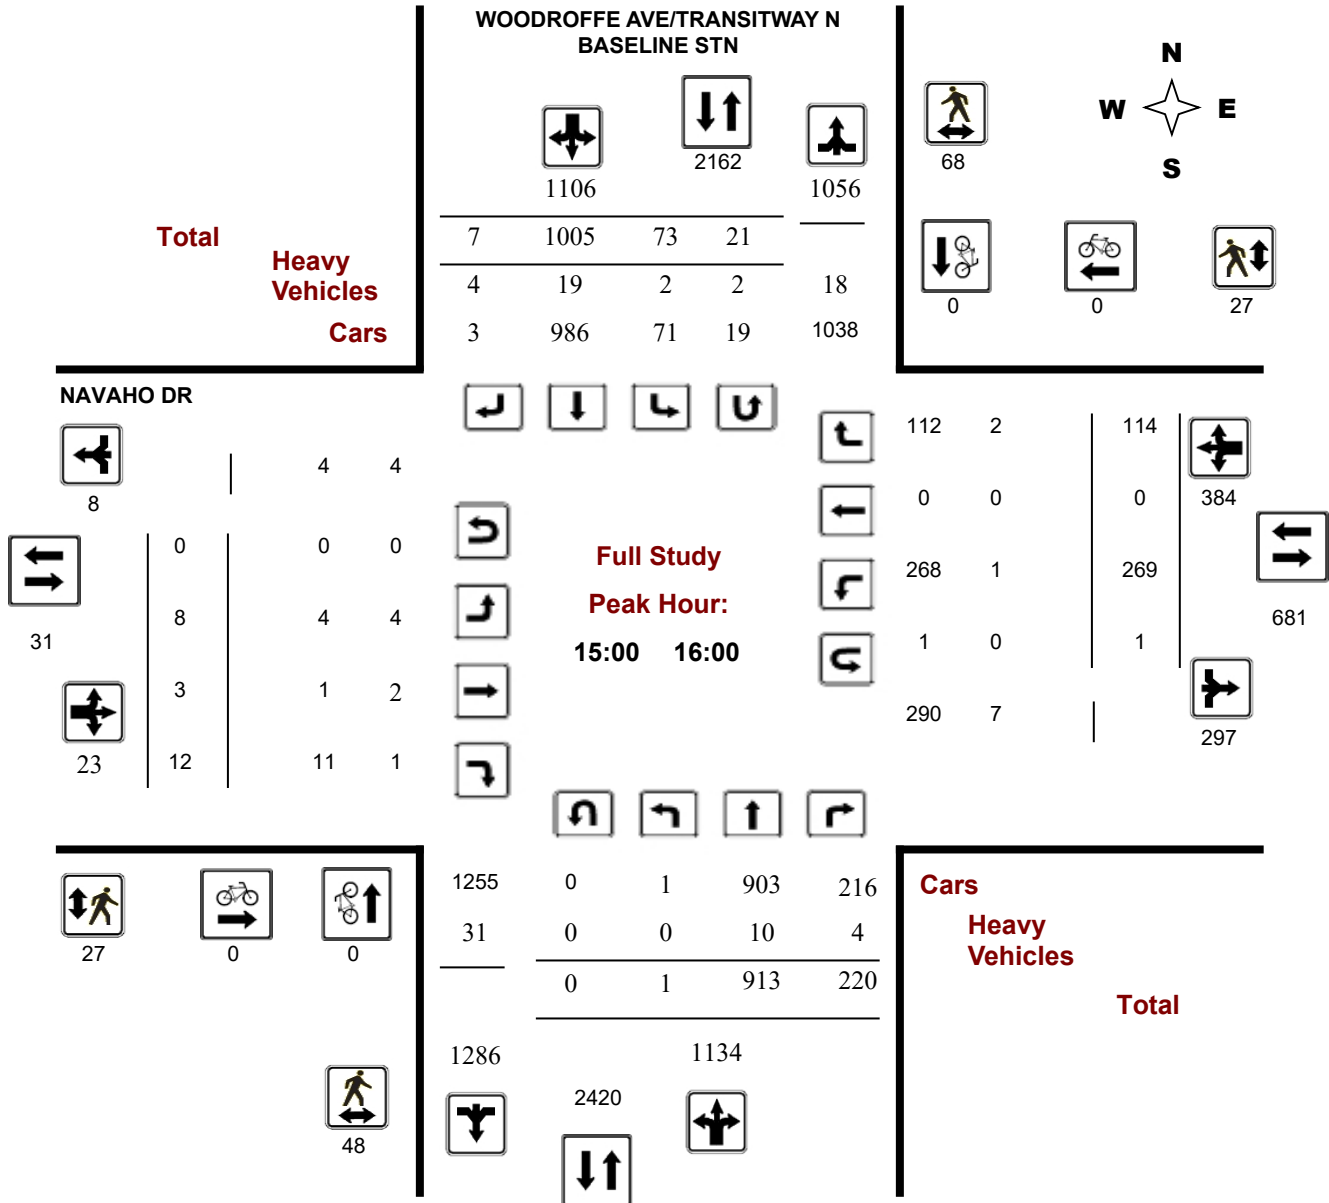 WOODROFFE AVE/TRANSITWAY N
BASELINE STN
N
W E
S
2162
68
1106 1056
Total 7 1005 73 21
Heavy
Vehicles 4 19 2 2 18
Cars 3 986 71 19 1038
0 0 27
NAVAHO DR
8 4 4
112 2 114
384
0 0 0
0 0 0
31
8 4 4
268 1 269
681
3 1 2
1 0 1
23 12 11 1
290 7 297
Full Study
Peak Hour:
15:00 16:00
1255 0 1 903 216 Cars
31 0 0 10 4 Heavy
Vehicles
0 1 913 220 Total
27 0 0
1286 1134
2420
48